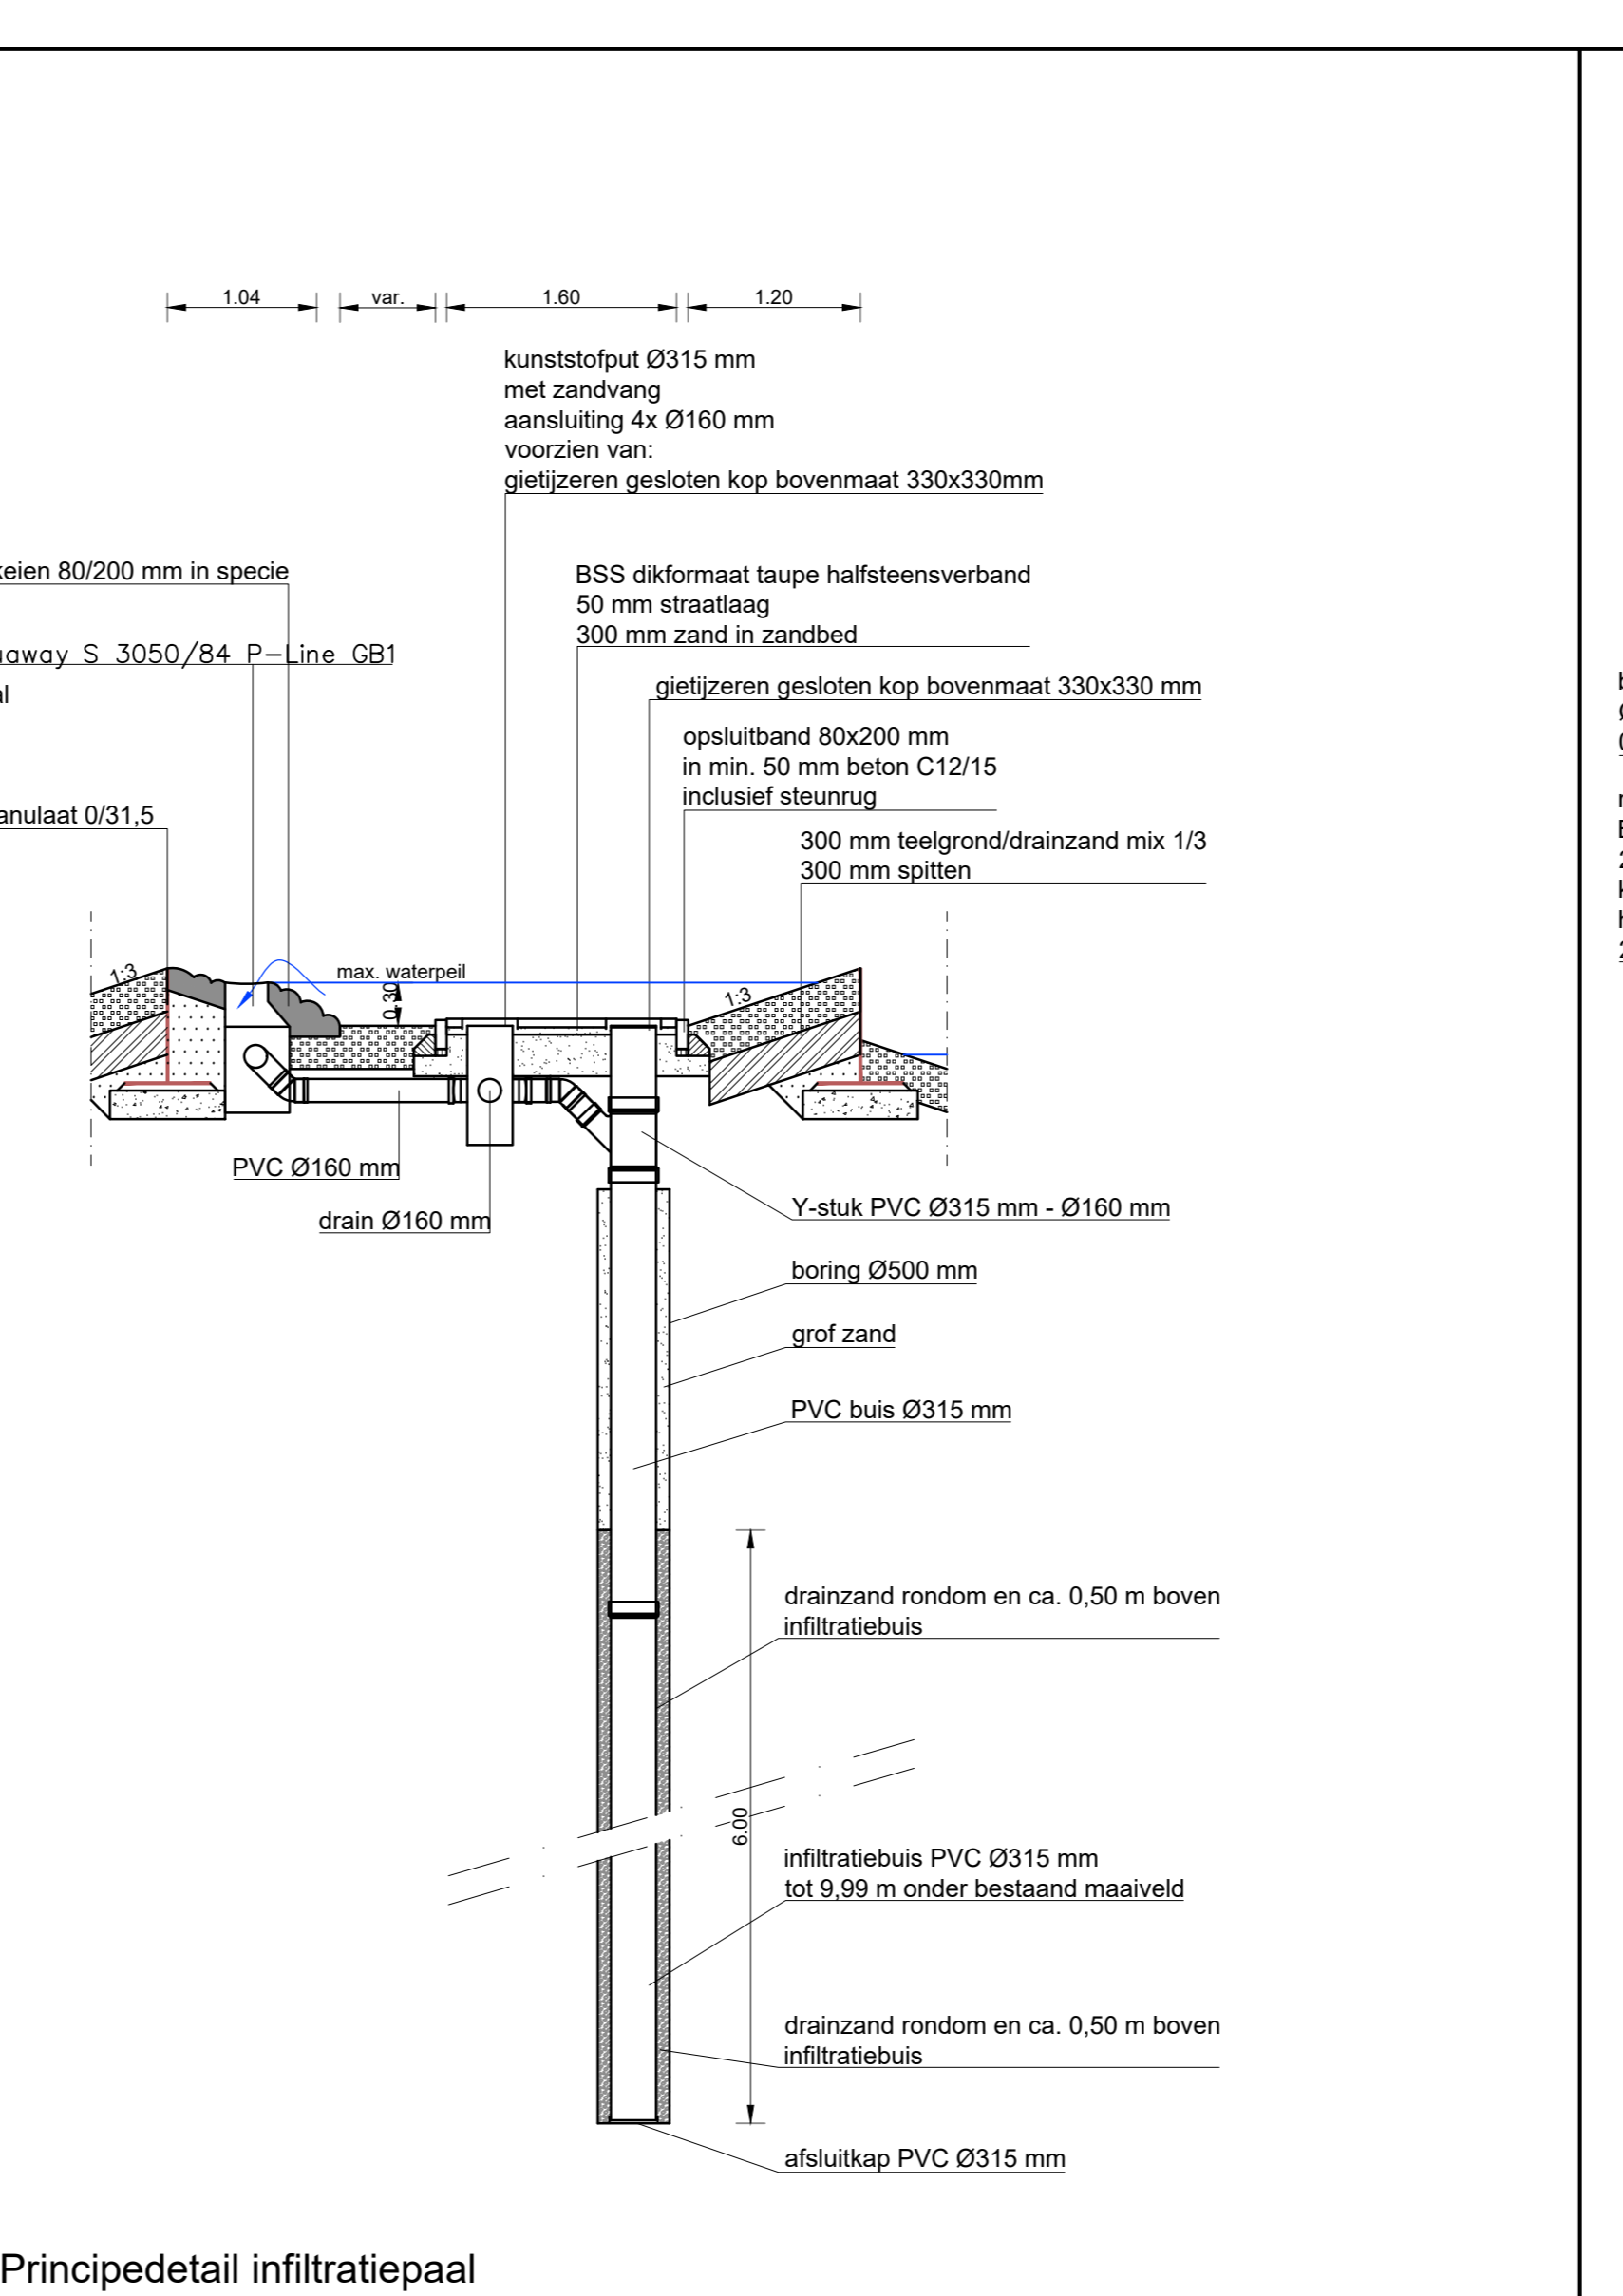 1.04
var.
1.60
1.20
kunststofput Ø315 mm
met zandvang
aansluiting 4x Ø160 mm
voorzien van:
gietijzeren gesloten kop bovenmaat 330x330mm
keien 80/200 mm in specie
BSS dikformaat taupe halfsteensverband
50 mm straatlaag
300 mm zand in zandbed
S 3050/84 P-Line GB1
gietijzeren gesloten kop bovenmaat 330x330 mm
opsluitband 80x200 mm
in min. 50 mm beton C12/15
inclusief steunrug
0/31,5
300 mm teelgrond/drainzand mix 1/3
300 mm spitten
1:3
max. waterpeil
0.30
1:3
PVC Ø160 mm
drain Ø160 mm
Y-stuk PVC Ø315 mm - Ø160 mm
boring Ø500 mm
grof zand
PVC buis Ø315 mm
drainzand rondom en ca. 0,50 m boven
infiltratiebuis
6.00
infiltratiebuis PVC Ø315 mm
tot 9,99 m onder bestaand maaiveld
drainzand rondom en ca. 0,50 m boven
infiltratiebuis
afsluitkap PVC Ø315 mm
Principedetail infiltratiepaal